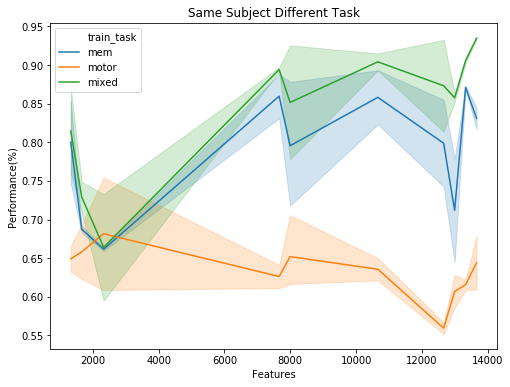 Same Subject Different Task
train_task
mem
motor
mixed
Performance(%)
0.95
0.90
0.85
0.80
0.75
0.70
0.65
0.60
0.55
2000 4000 6000 8000 10000 12000 14000
Features